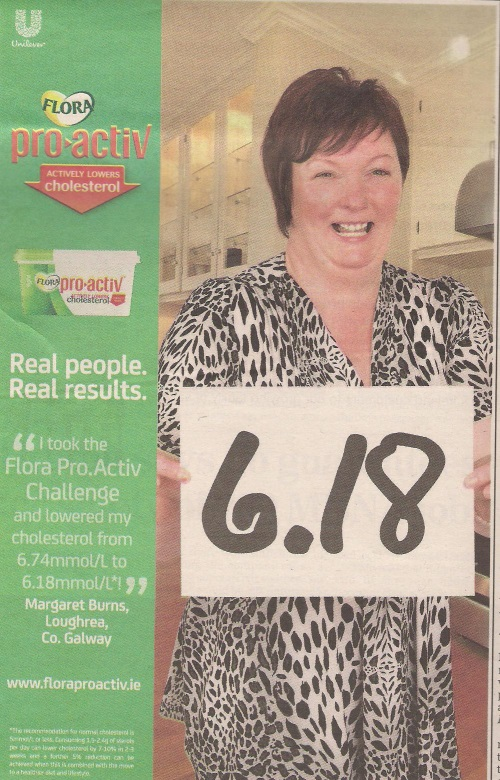 Unilever
FLORA
pro·activ
ACTIVELY LOWERS
cholesterol
FLORA pro·activ
ACTIVELY LOWERS
cholesterol
Real people.
Real results.
“ I took the
Flora Pro.Activ
Challenge
and lowered my
cholesterol from
6.74mmol/L to
6.18mmol/L*! ”
Margaret Burns,
Loughrea,
Co. Galway
www.floraproactiv.ie
*The recommendation for normal cholesterol is
5mmol/L or less. Consuming 1.5-2.4g of sterols
per day can lower cholesterol by 7-10% in 2-3
weeks and a further 5% reduction can be
achieved when this is combined with the move
to a healthier diet and lifestyle.
6.18